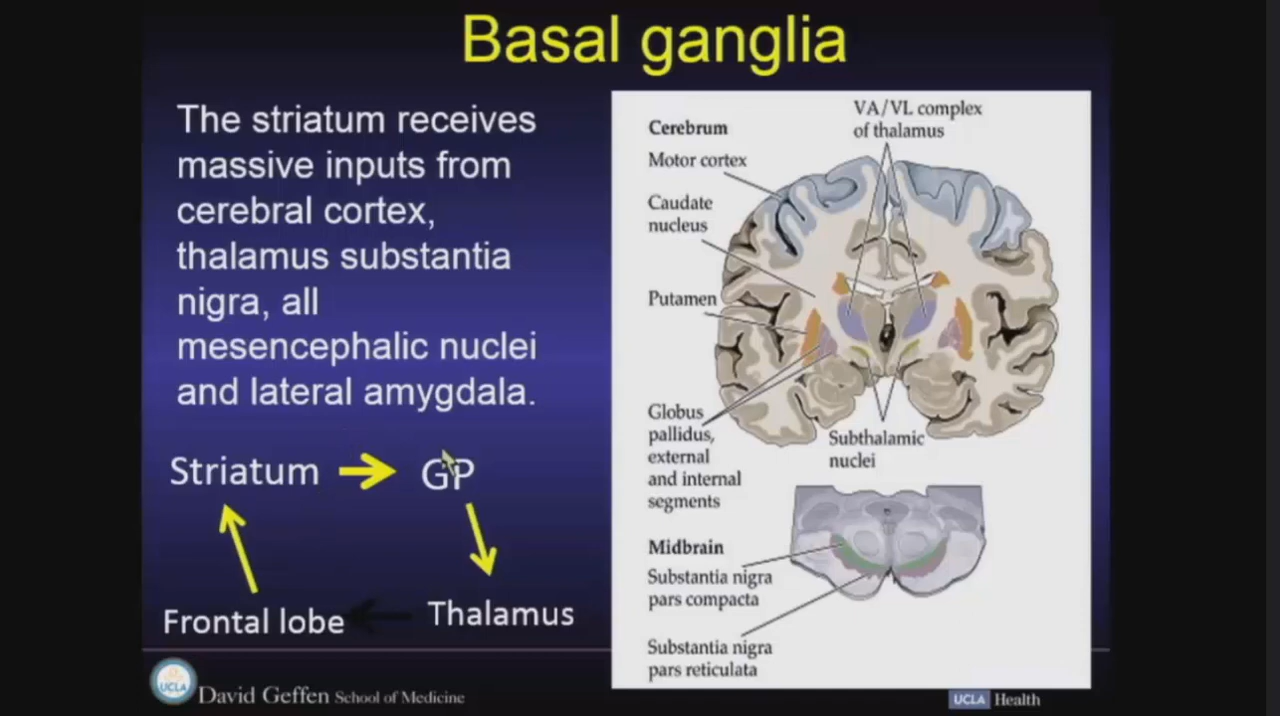 Basal ganglia
The striatum receives
massive inputs from
cerebral cortex,
thalamus substantia
nigra, all
mesencephalic nuclei
and lateral amygdala.
Striatum
GP
Frontal lobe
Thalamus
VA/VL complex
of thalamus
Cerebrum
Motor cortex
Caudate
nucleus
Putamen
Globus
pallidus,
external
and internal
segments
Subthalamic
nuclei
Midbrain
Substantia nigra
pars compacta
Substantia nigra
pars reticulata
UCLA
David Geffen School of Medicine
UCLA Health